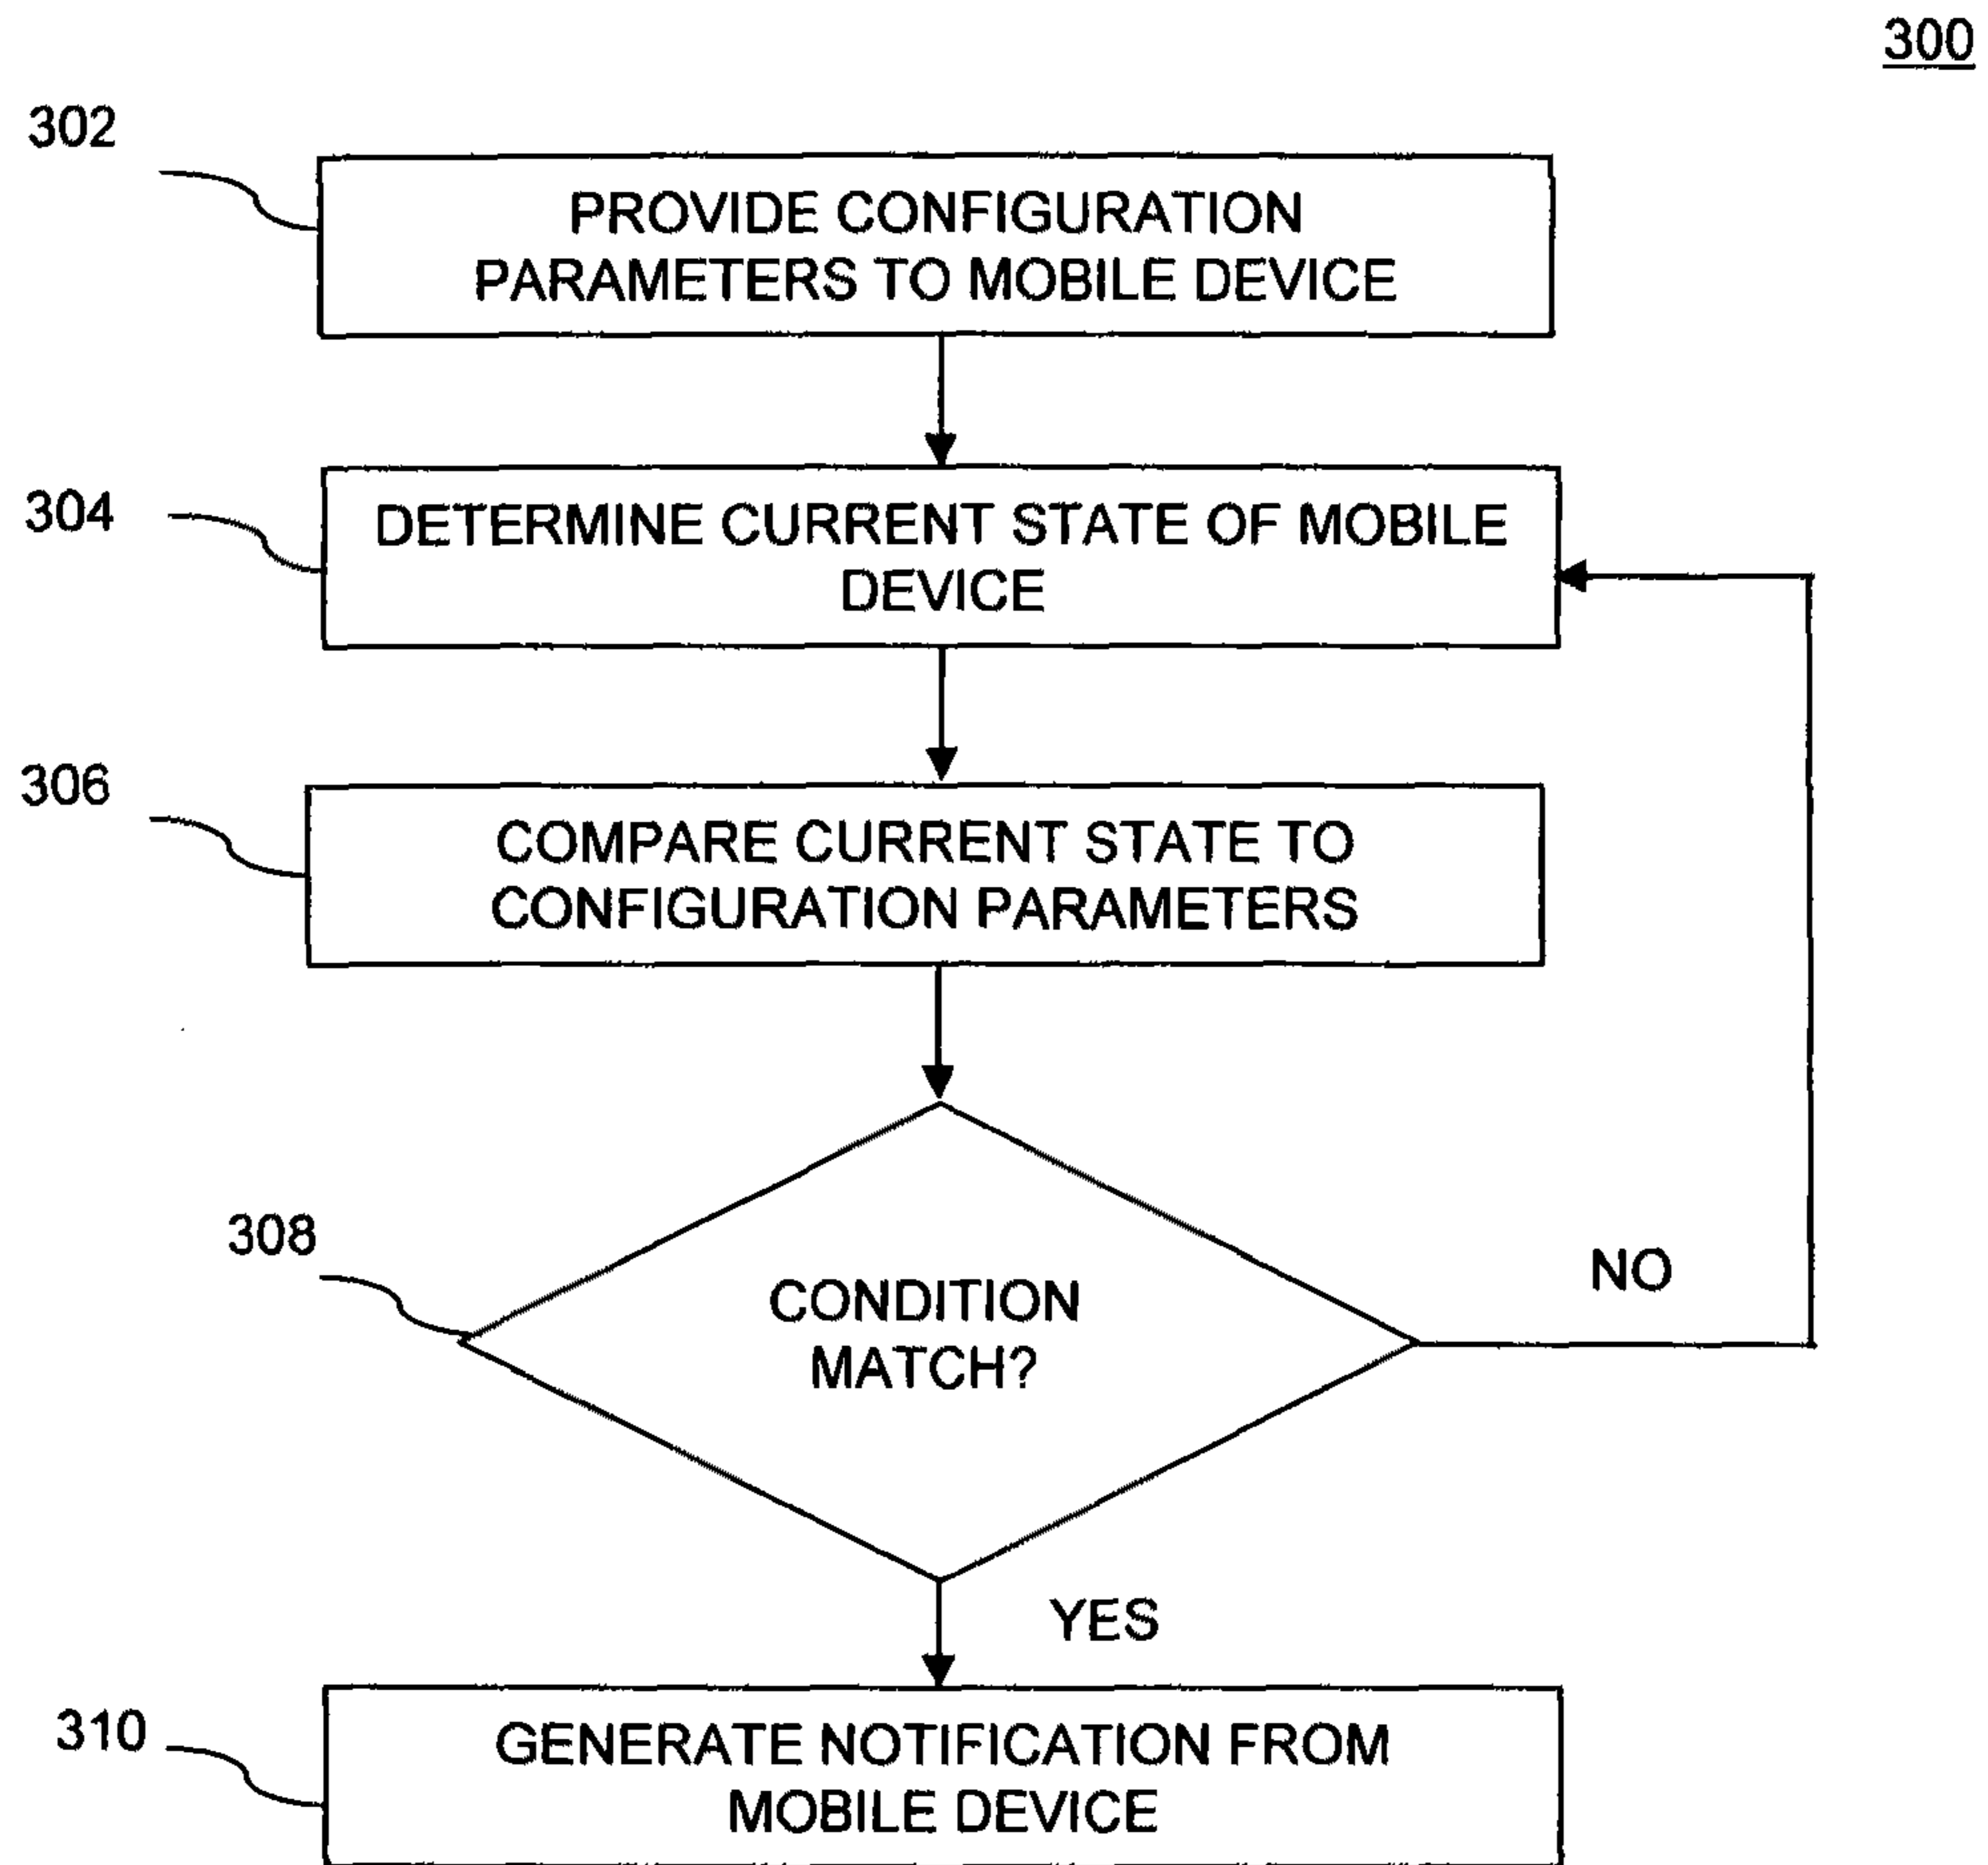 300
302
PROVIDE CONFIGURATION
PARAMETERS TO MOBILE DEVICE
304
DETERMINE CURRENT STATE OF MOBILE
DEVICE
306
COMPARE CURRENT STATE TO
CONFIGURATION PARAMETERS
308
CONDITION
MATCH?
NO
YES
310
GENERATE NOTIFICATION FROM
MOBILE DEVICE